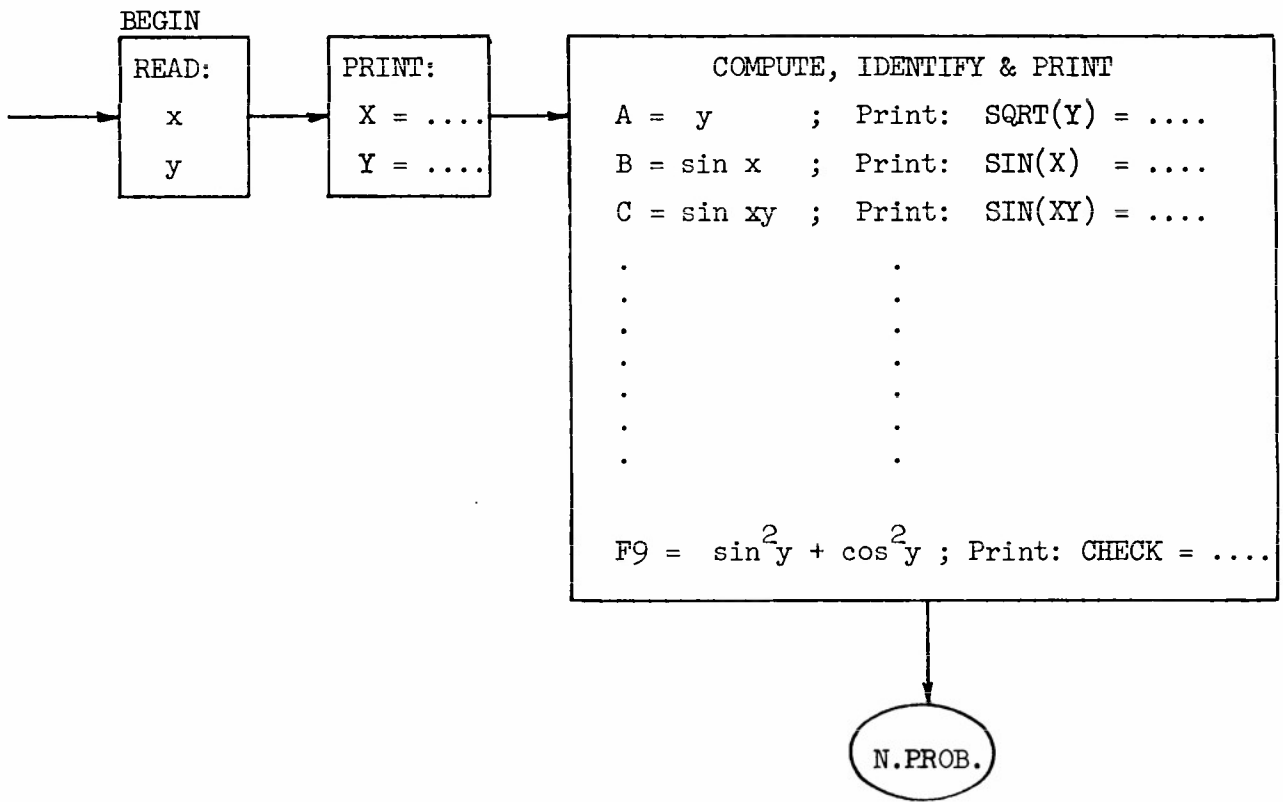 BEGIN
READ:
x
y
PRINT:
X = ....
Y = ....
COMPUTE, IDENTIFY & PRINT
A = y ; Print: SQRT(Y) = ....
B = sin x ; Print: SIN(X) = ....
C = sin xy ; Print: SIN(XY) = ....
. .
. .
. .
. .
. .
. .
. .
F9 = sin²y + cos²y ; Print: CHECK = ....
N.PROB.